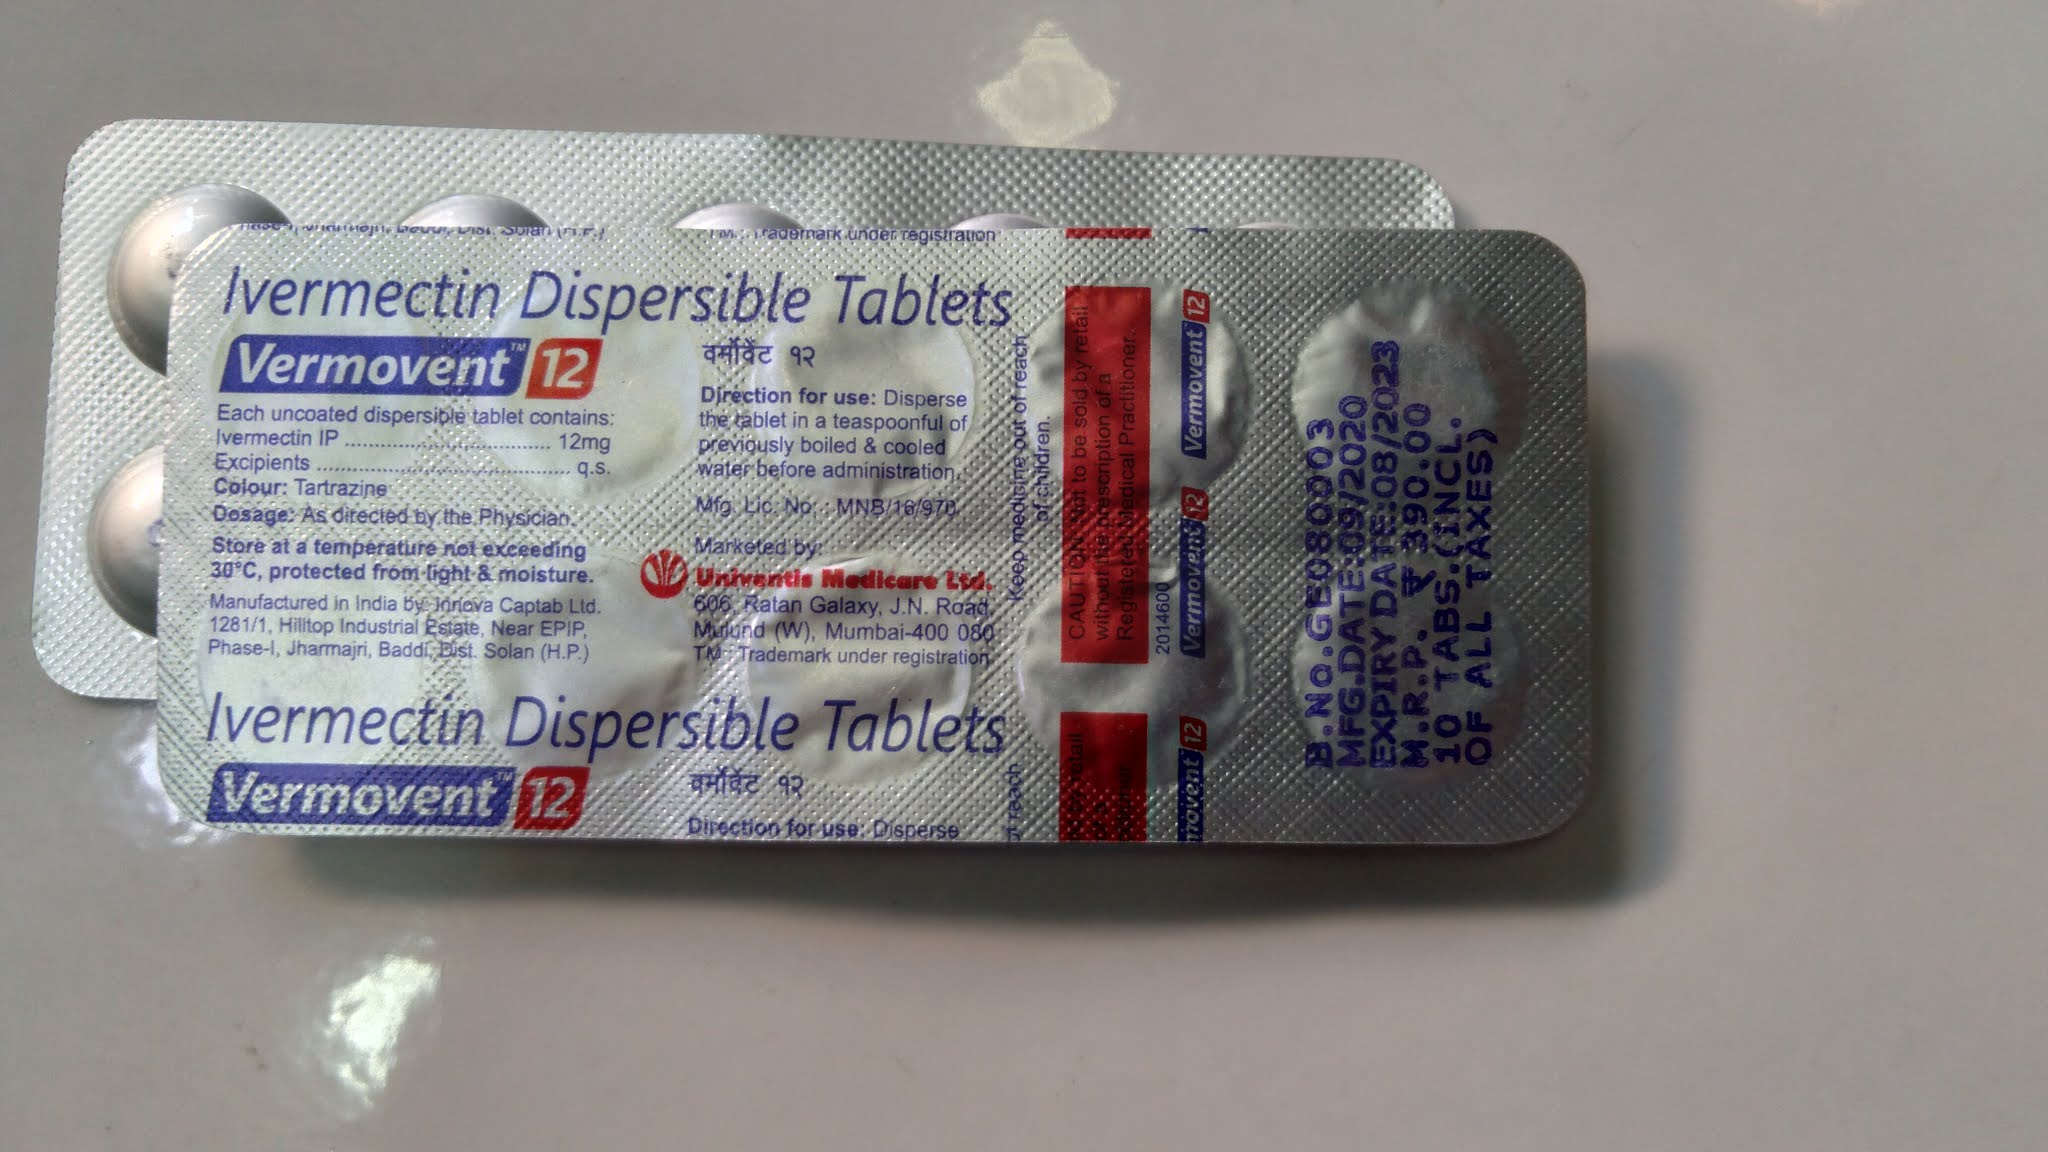 Phase-I, Jharmajri, Baddi, Dist. Solan (H.P.)
TM : Trademark under registration
Ivermectin Dispersible Tablets
Vermovent™ 12
Each uncoated dispersible tablet contains:
Ivermectin IP ................................ 12mg
Excipients ....................................... q.s.
Colour: Tartrazine
Dosage: As directed by the Physician.
Store at a temperature not exceeding
30°C, protected from light & moisture.
Manufactured in India by: Innova Captab Ltd.
1281/1, Hilltop Industrial Estate, Near EPIP,
Phase-I, Jharmajri, Baddi, Dist. Solan (H.P.)
वर्मोवेंट १२
Direction for use: Disperse
the tablet in a teaspoonful of
previously boiled & cooled
water before administration.
Mfg. Lic. No. : MNB/16/970
Marketed by:
Univentis Medicare Ltd.
606, Ratan Galaxy, J.N. Road,
Mulund (W), Mumbai-400 080
TM : Trademark under registration
Keep medicine out of reach
of children.
CAUTION: Not to be sold by retail
without the prescription of a
Registered Medical Practitioner.
2014600
Vermovent™ 12
Vermovent™ 12
B.No.GE080003
MFG.DATE:09/2020
EXPIRY DATE:08/2023
M.R.P. ₹ 390.00
10 TABS.(INCL.
OF ALL TAXES)
Ivermectin Dispersible Tablets
Vermovent™ 12
वर्मोवेंट १२
Direction for use: Disperse
of reach
retail
movent™ 12